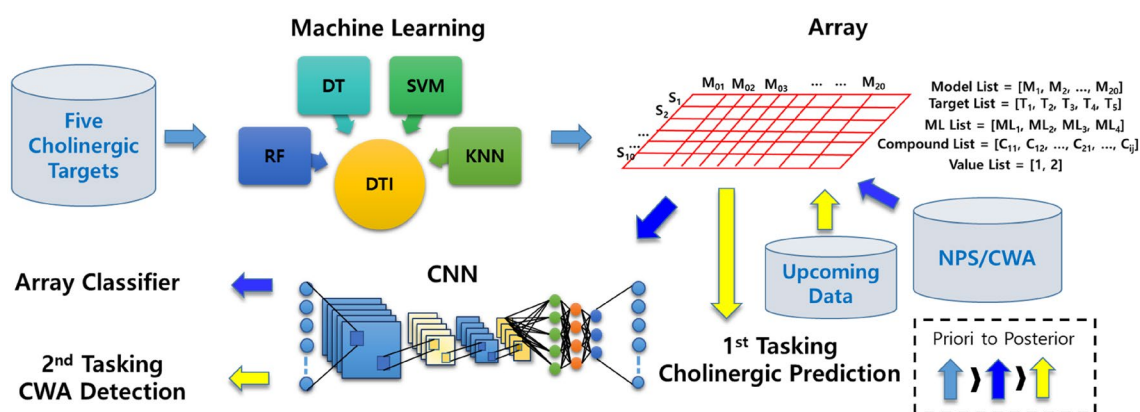 Machine Learning
Array
Five
Cholinergic
Targets
DT
SVM
RF
KNN
DTI
M01 M02 M03 ... ... M20
S1
S2
...
...
S10
Model List = [M1, M2, ..., M20]
Target List = [T1, T2, T3, T4, T5]
ML List = [ML1, ML2, ML3, ML4]
Compound List = [C11, C12, ..., C21, ..., Cij]
Value List = [1, 2]
Array Classifier
CNN
Upcoming
Data
NPS/CWA
2nd Tasking
CWA Detection
1st Tasking
Cholinergic Prediction
Priori to Posterior